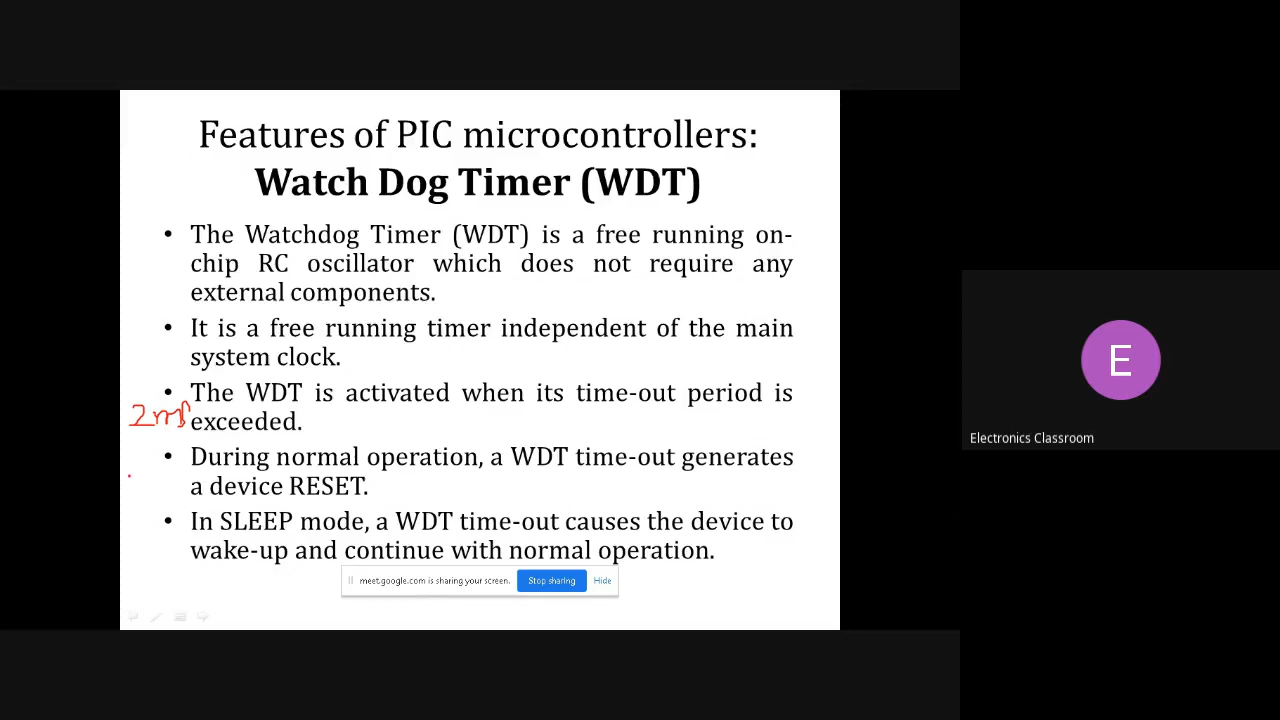 Features of PIC microcontrollers:
Watch Dog Timer (WDT)
• The Watchdog Timer (WDT) is a free running on-
chip RC oscillator which does not require any
external components.
• It is a free running timer independent of the main
system clock.
• The WDT is activated when its time-out period is
2ms
exceeded.
• During normal operation, a WDT time-out generates
a device RESET.
• In SLEEP mode, a WDT time-out causes the device to
wake-up and continue with normal operation.
meet.google.com is sharing your screen. Stop sharing Hide
E
Electronics Classroom